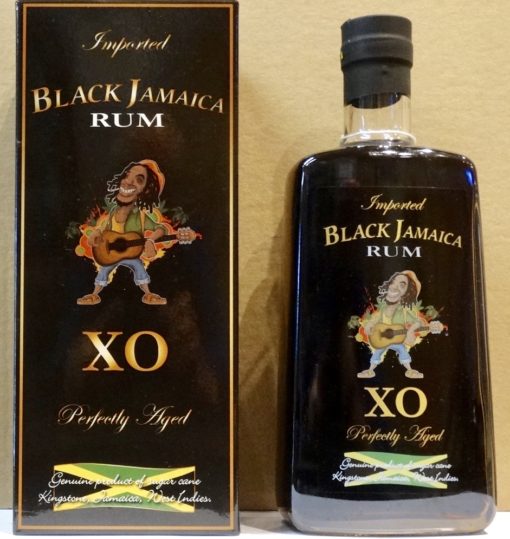 Imported
BLACK JAMAICA
RUM
XO
Perfectly Aged
Genuine product of sugar cane
Kingstone, Jamaica, West Indies.
Imported
BLACK JAMAICA
RUM
XO
Perfectly Aged
Genuine product of sugar cane
Kingstone, Jamaica, West Indies.